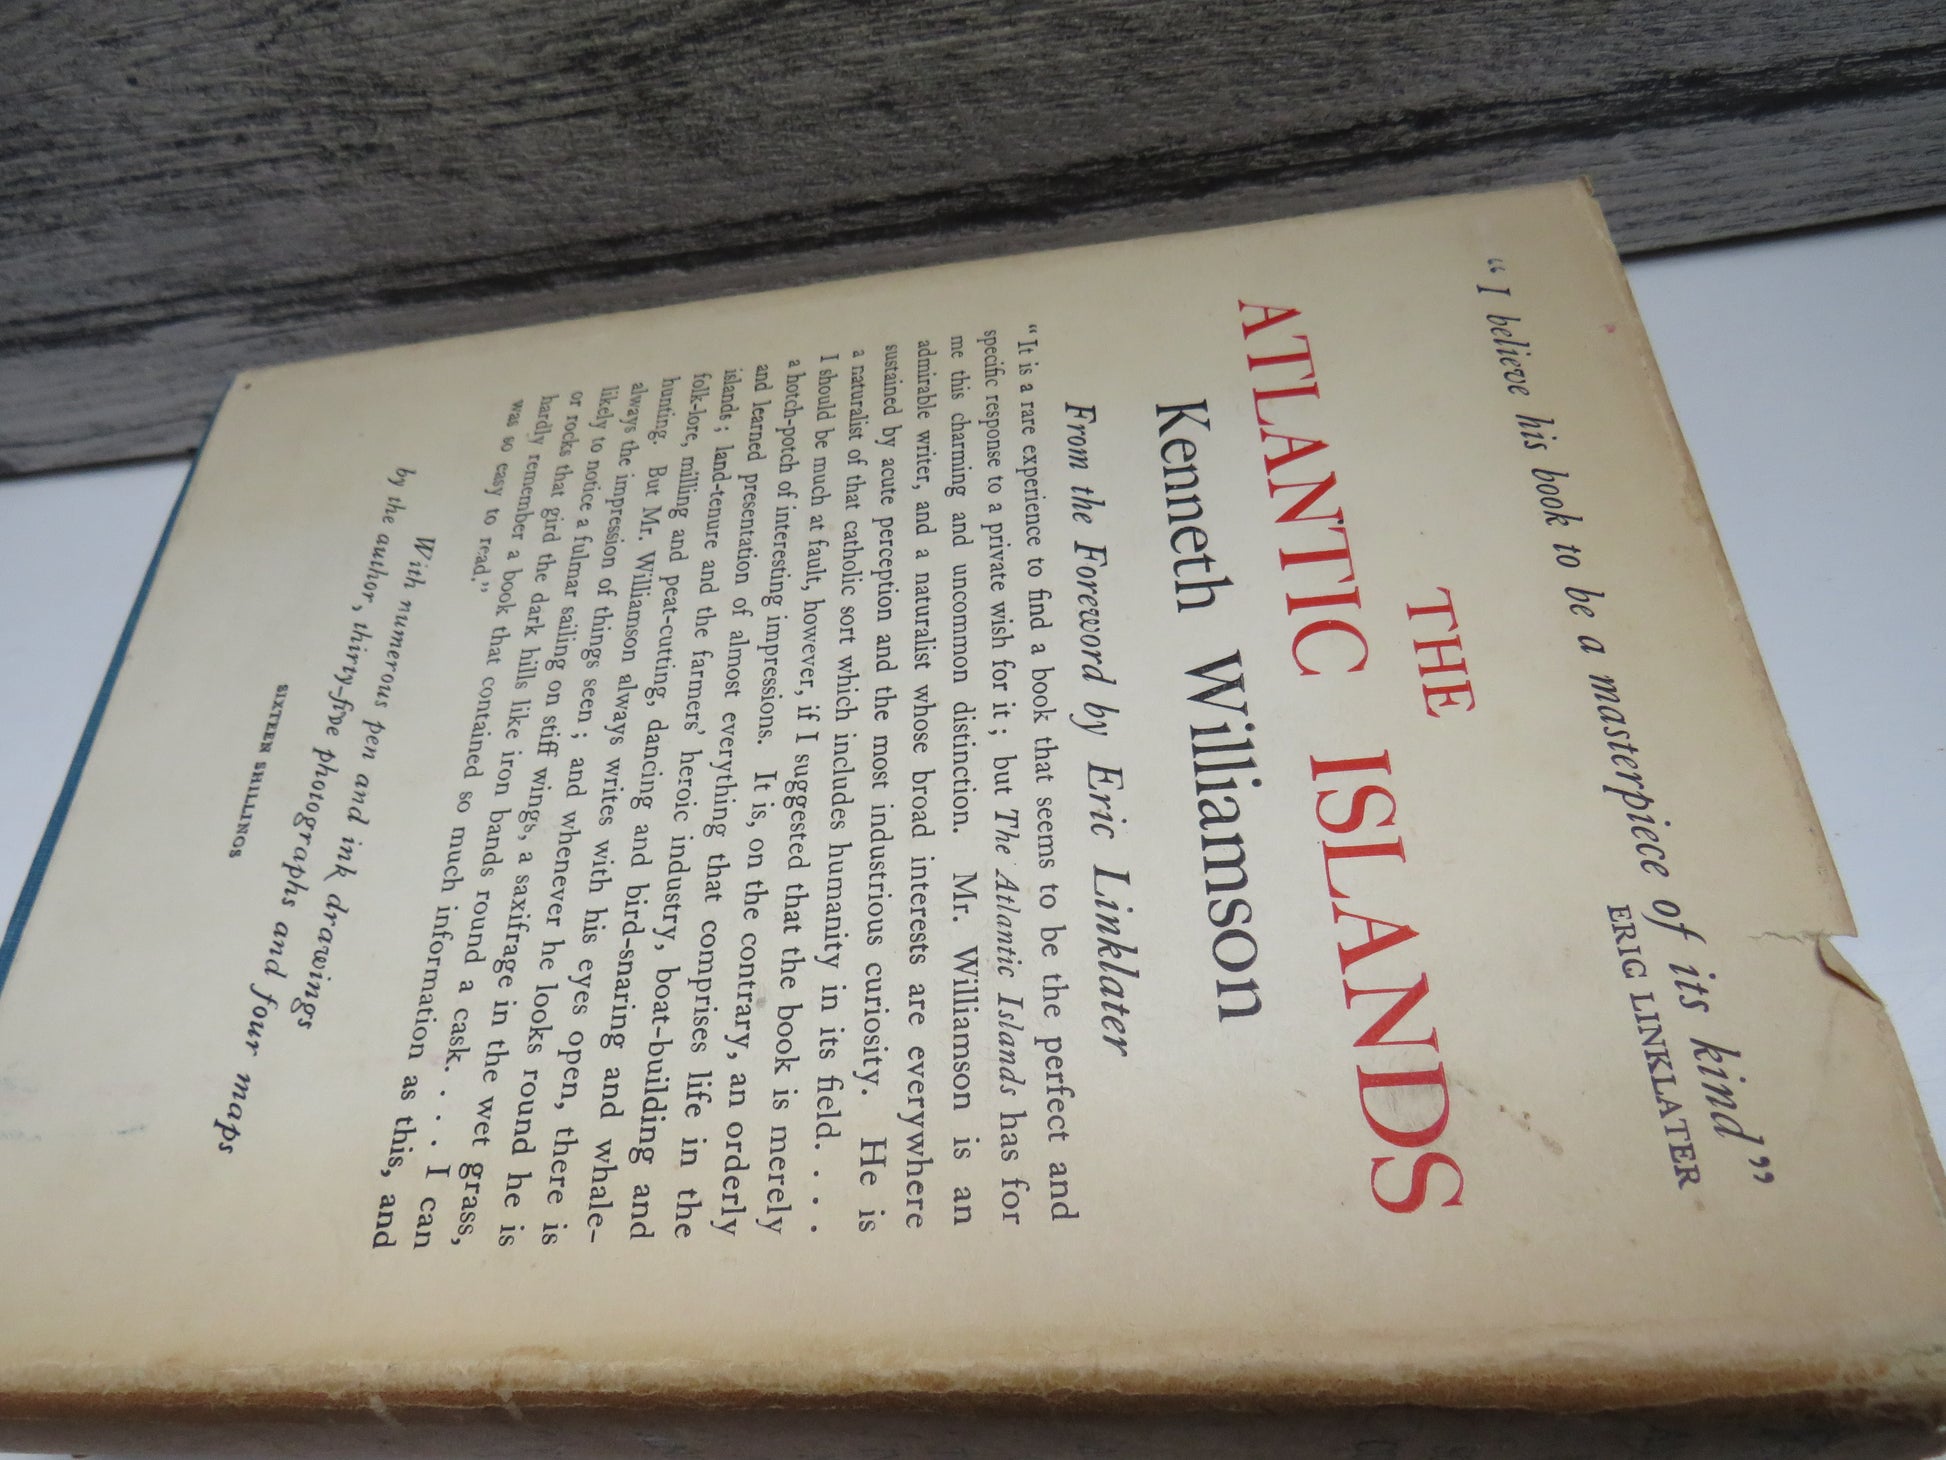 “ I believe his book to be a masterpiece of its kind ”
ERIC LINKLATER
THE
ATLANTIC ISLANDS
Kenneth Williamson
From the Foreword by Eric Linklater
“ It is a rare experience to find a book that seems to be the perfect and
specific response to a private wish for it ; but The Atlantic Islands has for
me this charming and uncommon distinction. Mr. Williamson is an
admirable writer, and a naturalist whose broad interests are everywhere
sustained by acute perception and the most industrious curiosity. He is
a naturalist of that catholic sort which includes humanity in its field. . . .
I should be much at fault, however, if I suggested that the book is merely
a hotch-potch of interesting impressions. It is, on the contrary, an orderly
and learned presentation of almost everything that comprises life in the
islands ; land-tenure and the farmers’ heroic industry, boat-building and
folk-lore, milling and peat-cutting, dancing and bird-snaring and whale-
hunting. But Mr. Williamson always writes with his eyes open, there is
always the impression of things seen ; and whenever he looks round he is
likely to notice a fulmar sailing on stiff wings, a saxifrage in the wet grass,
or rocks that gird the dark hills like iron bands round a cask. . . . I can
hardly remember a book that contained so much information as this, and
was so easy to read.”
With numerous pen and ink drawings
by the author, thirty-five photographs and four maps
SIXTEEN SHILLINGS